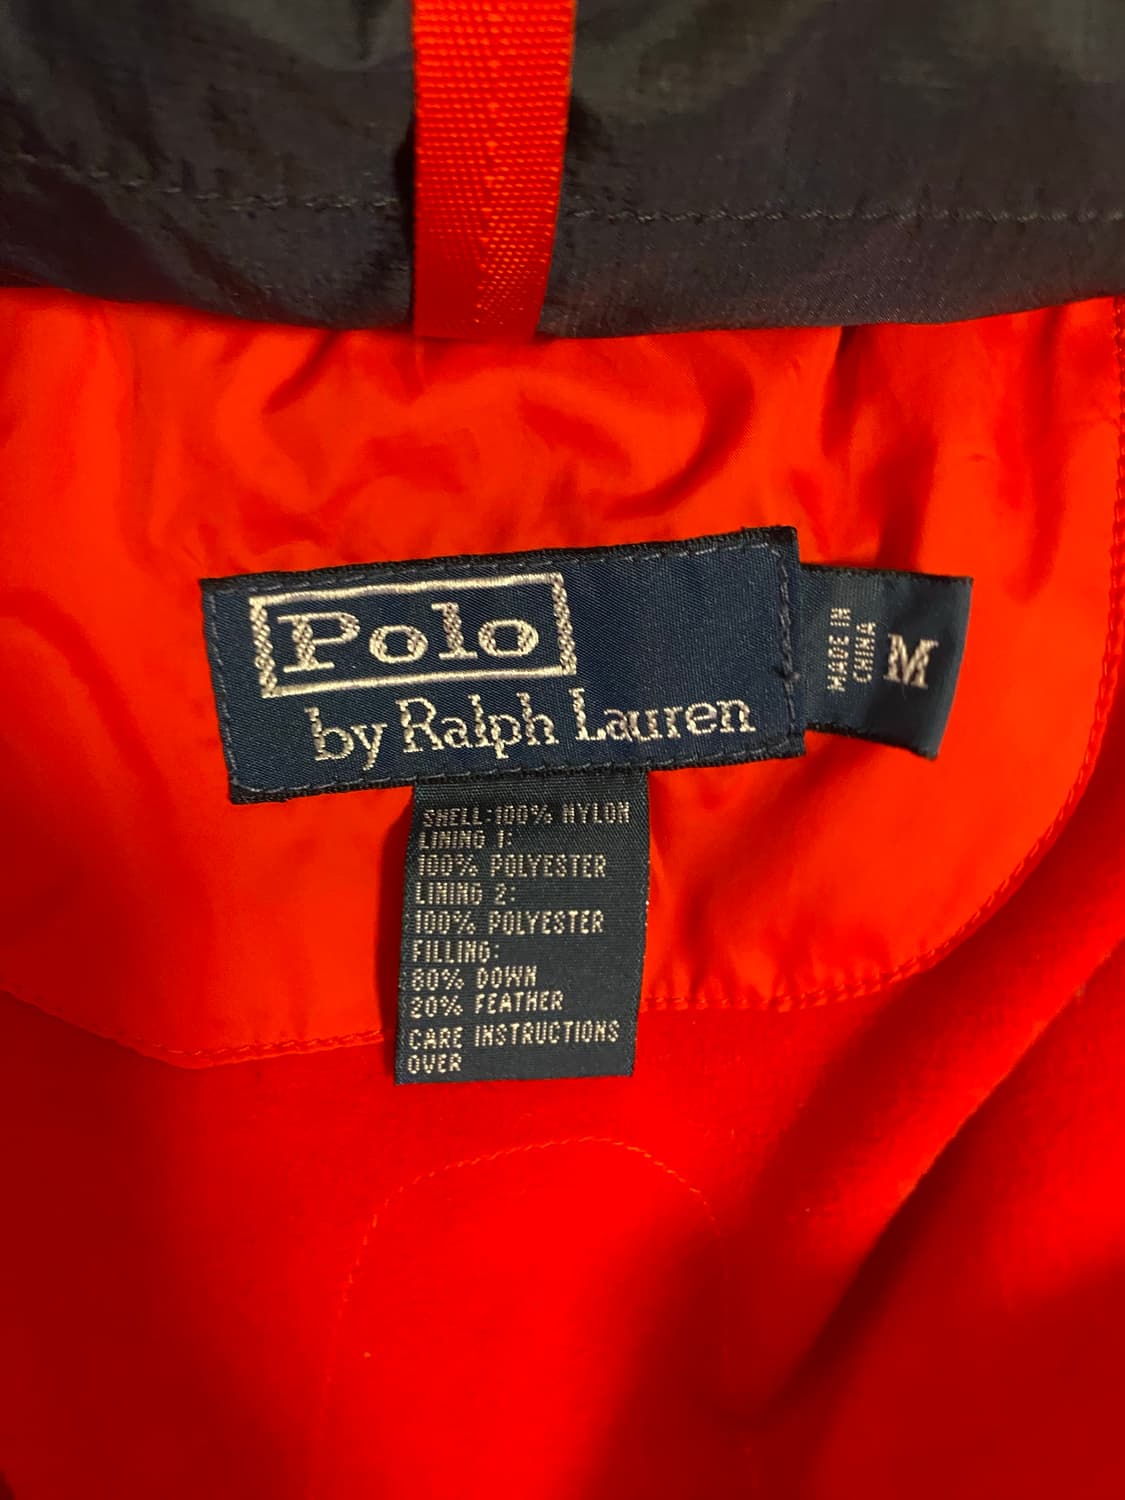 Polo
by Ralph Lauren
MADE IN
CHINA
M
SHELL:100% NYLON
LINING 1:
100% POLYESTER
LINING 2:
100% POLYESTER
FILLING:
80% DOWN
20% FEATHER
CARE INSTRUCTIONS
OVER